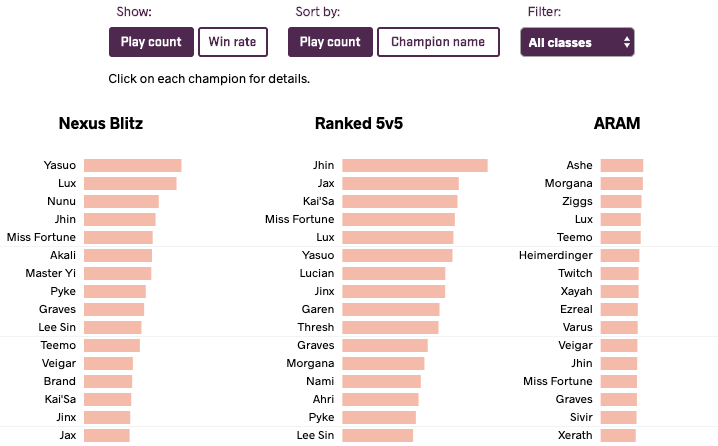 Show:
Sort by:
Filter:
Play count
Win rate
Play count
Champion name
All classes
Click on each champion for details.
Nexus Blitz
Yasuo
Lux
Nunu
Jhin
Miss Fortune
Akali
Master Yi
Pyke
Graves
Lee Sin
Teemo
Veigar
Brand
Kai'Sa
Jinx
Jax
Ranked 5v5
Jhin
Jax
Kai'Sa
Miss Fortune
Lux
Yasuo
Lucian
Jinx
Garen
Thresh
Graves
Morgana
Nami
Ahri
Pyke
Lee Sin
ARAM
Ashe
Morgana
Ziggs
Lux
Teemo
Heimerdinger
Twitch
Xayah
Ezreal
Varus
Veigar
Jhin
Miss Fortune
Graves
Sivir
Xerath